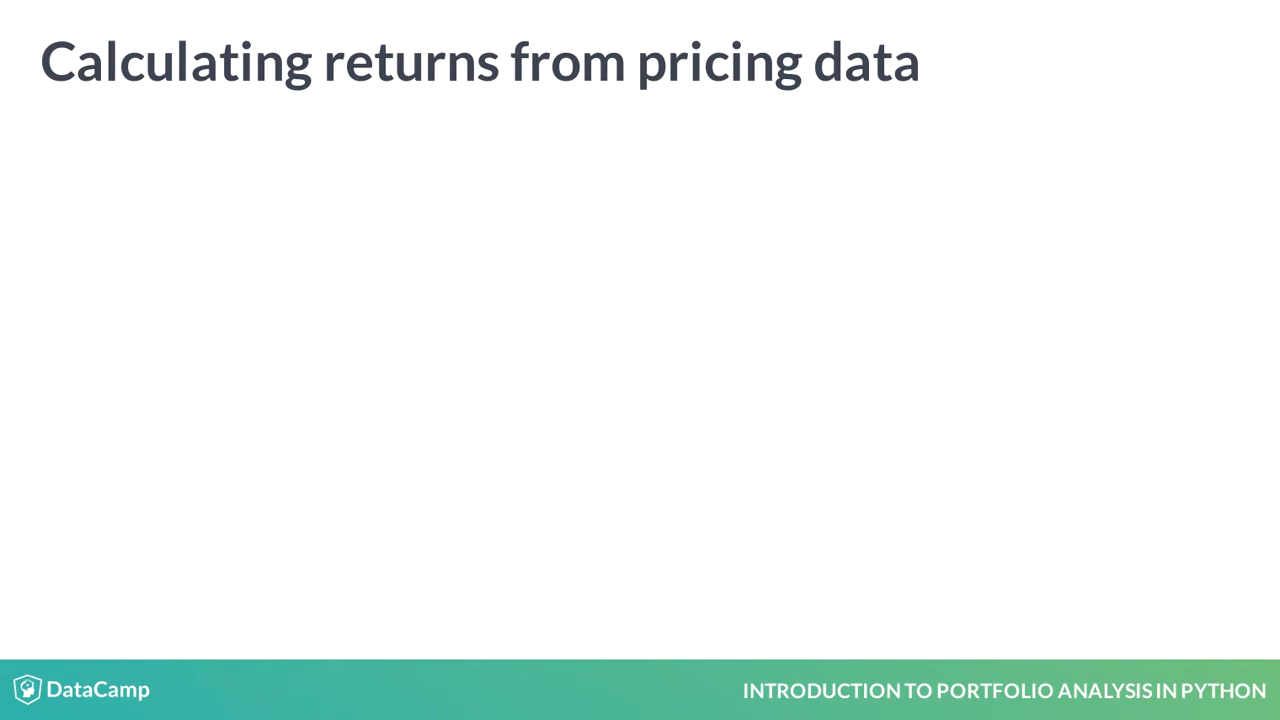 Calculating returns from pricing data
DataCamp
INTRODUCTION TO PORTFOLIO ANALYSIS IN PYTHON